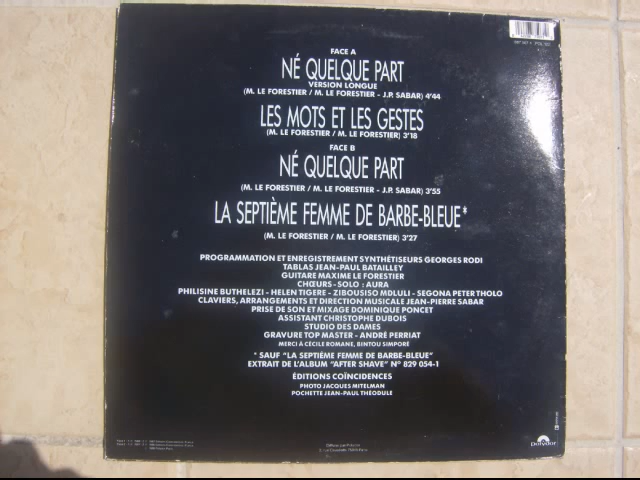 FACE A
NÉ QUELQUE PART
VERSION LONGUE
(M. LE FORESTIER / M. LE FORESTIER - J.P. SABAR) 4'44
LES MOTS ET LES GESTES
(M. LE FORESTIER / M. LE FORESTIER) 3'18
FACE B
NÉ QUELQUE PART
(M. LE FORESTIER / M. LE FORESTIER - J.P. SABAR) 3'55
LA SEPTIÈME FEMME DE BARBE-BLEUE*
(M. LE FORESTIER / M. LE FORESTIER) 3'27
PROGRAMMATION ET ENREGISTREMENT SYNTHÉTISEURS GEORGES RODI
TABLAS JEAN-PAUL BATAILLEY
GUITARE MAXIME LE FORESTIER
CHŒURS - SOLO : AURA
PHILISINE BUTHELEZI - HELEN TIGERE - ZIBOUSISO MDLULI - SEGONA PETER THOLO
CLAVIERS, ARRANGEMENTS ET DIRECTION MUSICALE JEAN-PIERRE SABAR
PRISE DE SON ET MIXAGE DOMINIQUE PONCET
ASSISTANT CHRISTOPHE DUBOIS
STUDIO DES DAMES
GRAVURE TOP MASTER - ANDRÉ PERRIAT
MERCI À CÉCILE ROMANE, BINTOU SIMPORÉ
* SAUF "LA SEPTIÈME FEMME DE BARBE-BLEUE"
EXTRAIT DE L'ALBUM "AFTER SHAVE" N° 829 054-1
ÉDITIONS COÏNCIDENCES
PHOTO JACQUES MITELMAN
POCHETTE JEAN-PAUL THÉODULE
Polydor